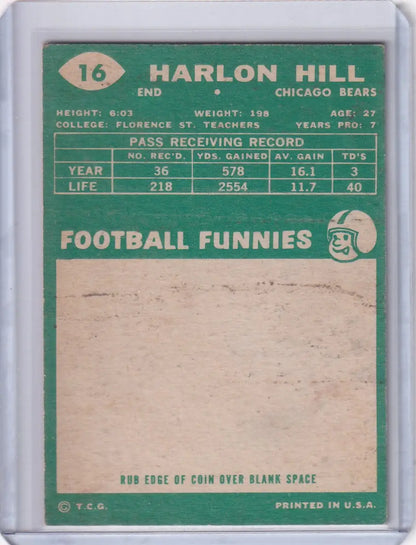 16 HARLON HILL
END • CHICAGO BEARS
HEIGHT: 6:03 WEIGHT: 198 AGE: 27
COLLEGE: FLORENCE ST. TEACHERS YEARS PRO: 7
PASS RECEIVING RECORD
NO. REC'D. YDS. GAINED AV. GAIN TD'S
YEAR 36 578 16.1 3
LIFE 218 2554 11.7 40
FOOTBALL FUNNIES
RUB EDGE OF COIN OVER BLANK SPACE
© T.C.G. PRINTED IN U.S.A.